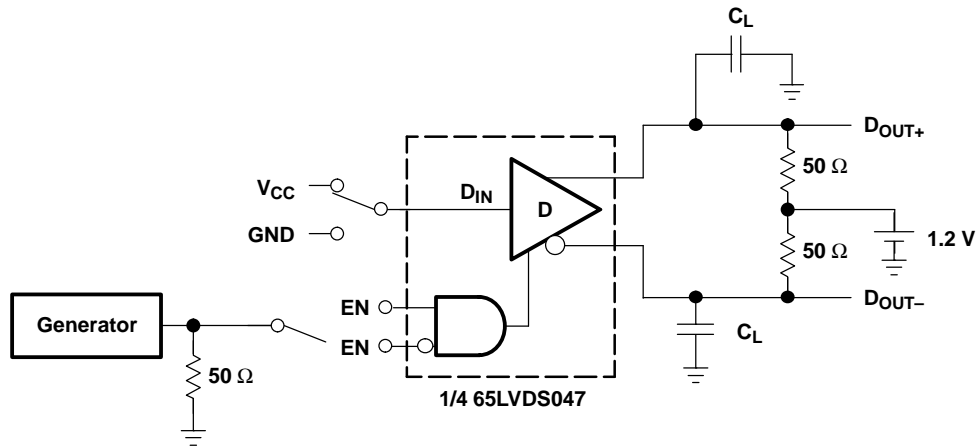 CL
DOUT+
50 Ω
VCC
DIN
D
GND
1.2 V
50 Ω
EN
DOUT–
Generator
EN
CL
50 Ω
1/4 65LVDS047